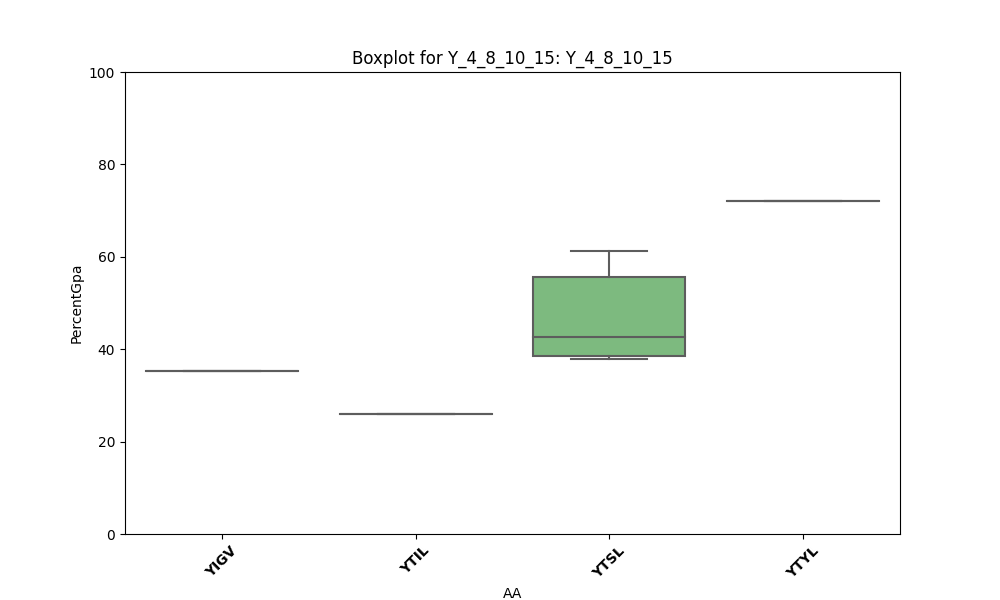 Boxplot for Y_4_8_10_15: Y_4_8_10_15
100
80
60
40
20
0
PercentGpa
YIGV
YTIL
YTSL
YTYL
AA